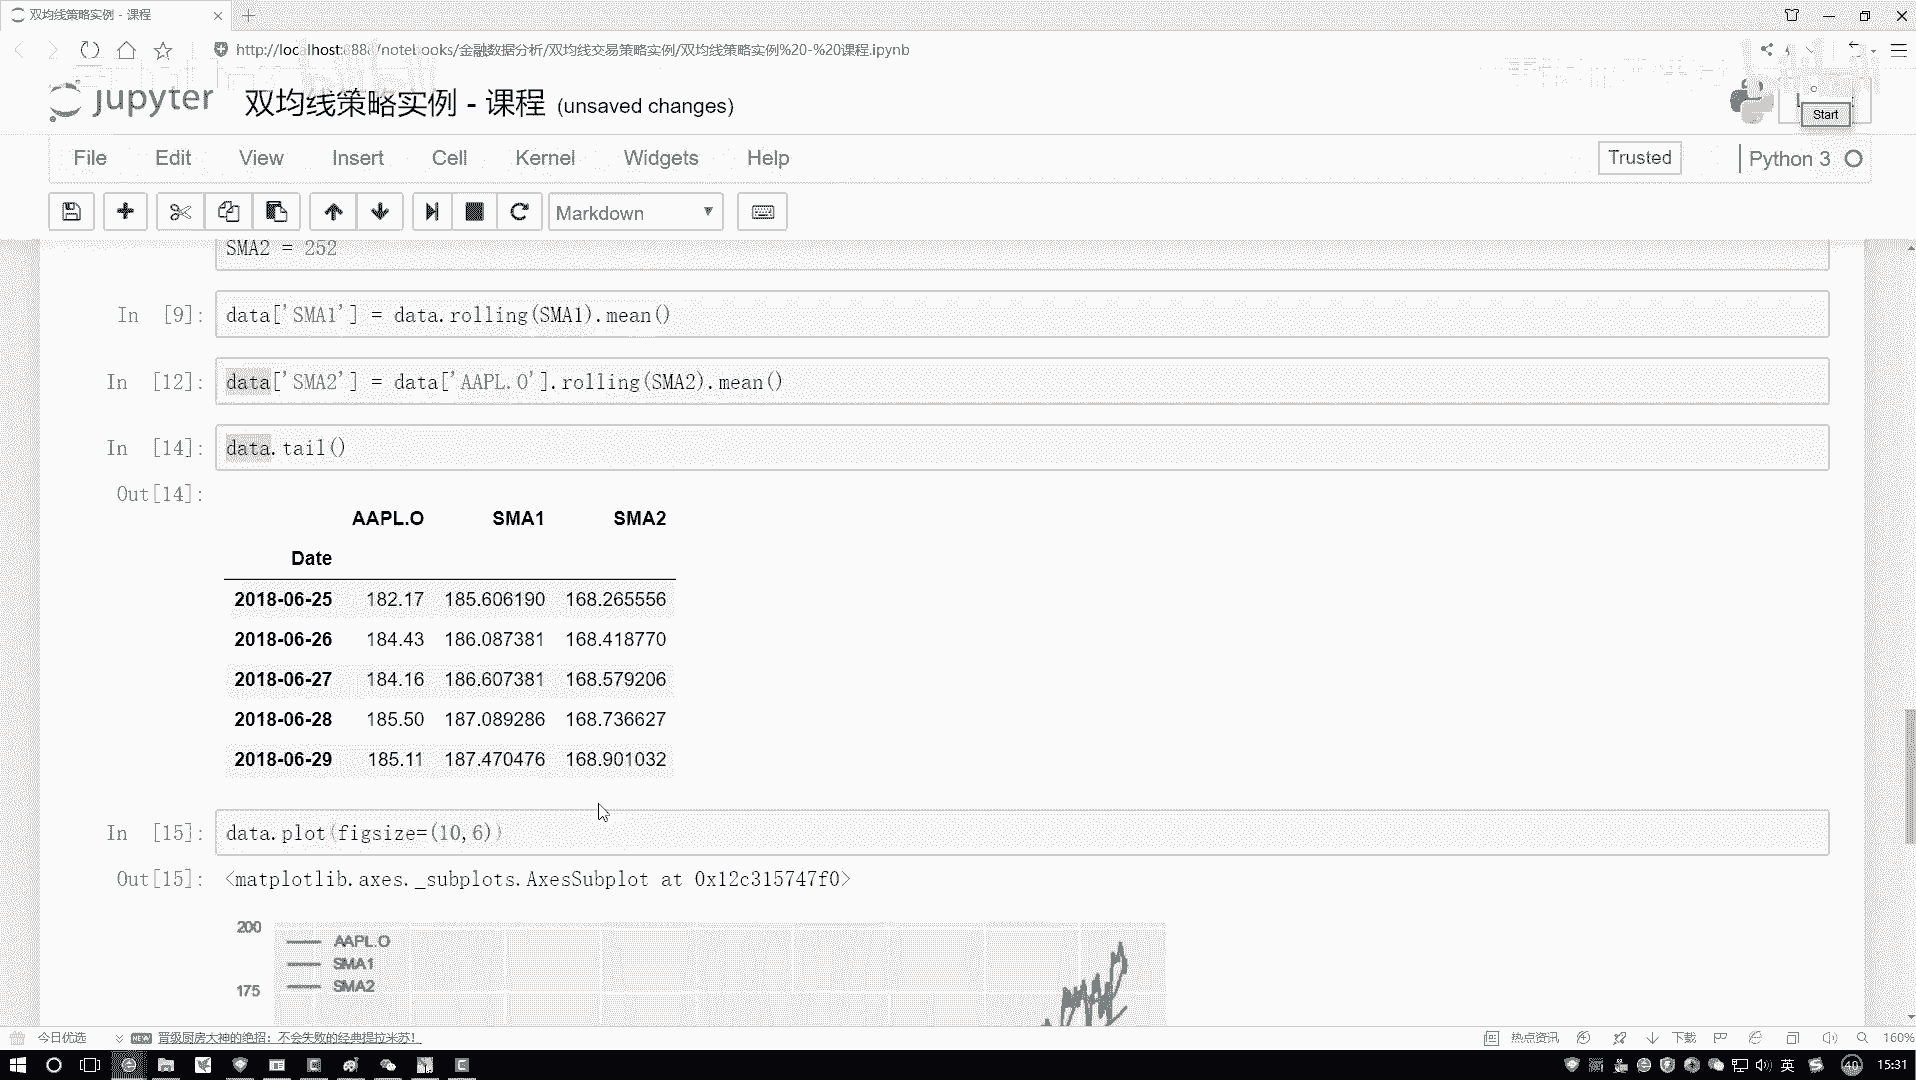 双均线策略实例 - 课程
http://localhost:888/notebooks/金融数据分析/双均线交易策略实例/双均线策略实例%20-%20课程.ipynb
jupyter 双均线策略实例 - 课程 (unsaved changes)
Start
File Edit View Insert Cell Kernel Widgets Help
Trusted
Python 3
Markdown
SMA2 = 252
In [9]: data['SMA1'] = data.rolling(SMA1).mean()
In [12]: data['SMA2'] = data['AAPL.O'].rolling(SMA2).mean()
In [14]: data.tail()
Out[14]:
AAPL.O SMA1 SMA2
Date
2018-06-25 182.17 185.606190 168.265556
2018-06-26 184.43 186.087381 168.418770
2018-06-27 184.16 186.607381 168.579206
2018-06-28 185.50 187.089286 168.736627
2018-06-29 185.11 187.470476 168.901032
In [15]: data.plot(figsize=(10,6))
Out[15]: <matplotlib.axes._subplots.AxesSubplot at 0x12c315747f0>
200
AAPL.O
SMA1
175
SMA2
今日优选
NEW 晋级厨房大神的绝招：不会失败的经典提拉米苏！
热点资讯
下载
160%
英
40
15:31